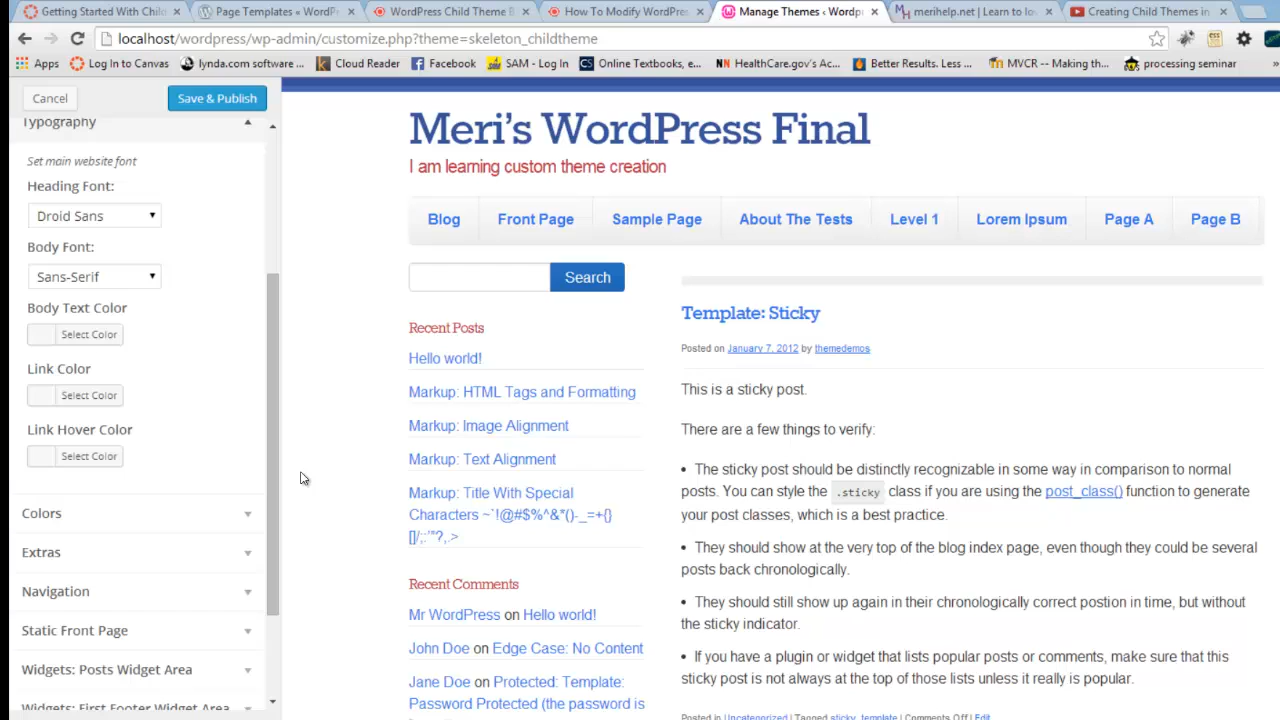 Getting Started With Chil
Page Templates « WordP
WordPress Child Theme B
How To Modify WordPres
Manage Themes ‹ Wordp
merihelp.net | Learn to lo
Creating Child Themes in
localhost/wordpress/wp-admin/customize.php?theme=skeleton_childtheme
Apps
Log In to Canvas
lynda.com software ...
Cloud Reader
Facebook
SAM - Log In
Online Textbooks, e...
HealthCare.gov's Ac...
Better Results. Less ...
MVCR -- Making th...
processing seminar
Cancel
Save & Publish
Typography
Set main website font
Heading Font:
Droid Sans
Body Font:
Sans-Serif
Body Text Color
Select Color
Link Color
Select Color
Link Hover Color
Select Color
Colors
Extras
Navigation
Static Front Page
Widgets: Posts Widget Area
Widgets: First Footer Widget Area
Meri's WordPress Final
I am learning custom theme creation
Blog
Front Page
Sample Page
About The Tests
Level 1
Lorem Ipsum
Page A
Page B
Search
Recent Posts
Hello world!
Markup: HTML Tags and Formatting
Markup: Image Alignment
Markup: Text Alignment
Markup: Title With Special
Characters ~`!@#$%^&*()-_=+{}
[]/;:'"?,.>
Recent Comments
Mr WordPress on Hello world!
John Doe on Edge Case: No Content
Jane Doe on Protected: Template:
Password Protected (the password is
Template: Sticky
Posted on January 7, 2012 by themedemos
This is a sticky post.
There are a few things to verify:
• The sticky post should be distinctly recognizable in some way in comparison to normal
posts. You can style the .sticky class if you are using the post_class() function to generate
your post classes, which is a best practice.
• They should show at the very top of the blog index page, even though they could be several
posts back chronologically.
• They should still show up again in their chronologically correct postion in time, but without
the sticky indicator.
• If you have a plugin or widget that lists popular posts or comments, make sure that this
sticky post is not always at the top of those lists unless it really is popular.
Posted in Uncategorized | Tagged sticky, template | Comments Off | Edit